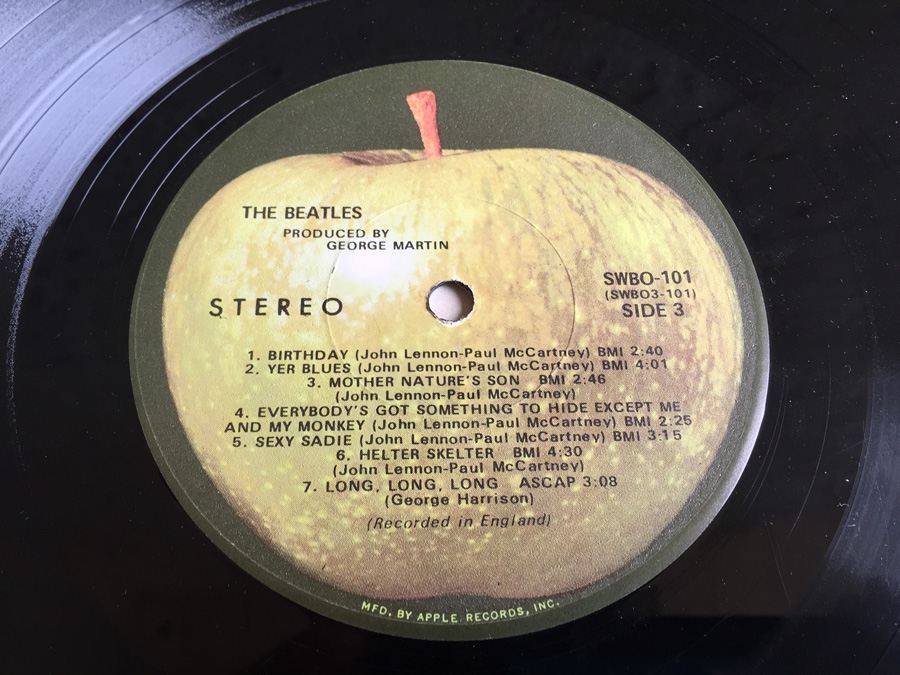 THE BEATLES
PRODUCED BY
GEORGE MARTIN
STEREO
SWBO-101
(SWBO3-101)
SIDE 3
1. BIRTHDAY (John Lennon-Paul McCartney) BMI 2:40
2. YER BLUES (John Lennon-Paul McCartney) BMI 4:01
3. MOTHER NATURE'S SON BMI 2:46
(John Lennon-Paul McCartney)
4. EVERYBODY'S GOT SOMETHING TO HIDE EXCEPT ME
AND MY MONKEY (John Lennon-Paul McCartney) BMI 2:25
5. SEXY SADIE (John Lennon-Paul McCartney) BMI 3:15
6. HELTER SKELTER BMI 4:30
(John Lennon-Paul McCartney)
7. LONG, LONG, LONG ASCAP 3:08
(George Harrison)
(Recorded in England)
MFD. BY APPLE RECORDS, INC.